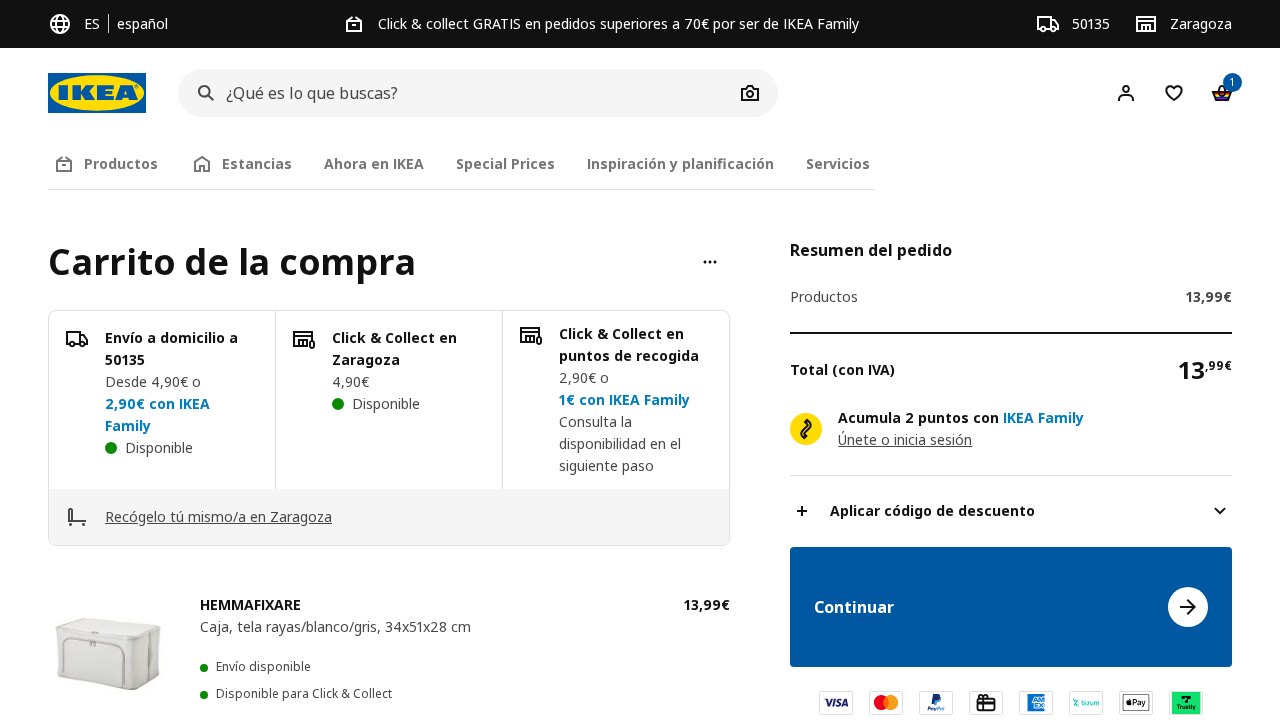 ES
español
Click & collect GRATIS en pedidos superiores a 70€ por ser de IKEA Family
50135
Zaragoza
IKEA
¿Qué es lo que buscas?
1
Productos
Estancias
Ahora en IKEA
Special Prices
Inspiración y planificación
Servicios
Carrito de la compra
Envío a domicilio a
50135
Desde 4,90€ o
2,90€ con IKEA
Family
Disponible
Click & Collect en
Zaragoza
4,90€
Disponible
Click & Collect en
puntos de recogida
2,90€ o
1€ con IKEA Family
Consulta la
disponibilidad en el
siguiente paso
Recógelo tú mismo/a en Zaragoza
HEMMAFIXARE
13,99€
Caja, tela rayas/blanco/gris, 34x51x28 cm
Envío disponible
Disponible para Click & Collect
Resumen del pedido
Productos
13,99€
Total (con IVA)
13,99€
Acumula 2 puntos con IKEA Family
Únete o inicia sesión
Aplicar código de descuento
Continuar
VISA
PayPal
AM
EX
bizum
Pay
Trustly